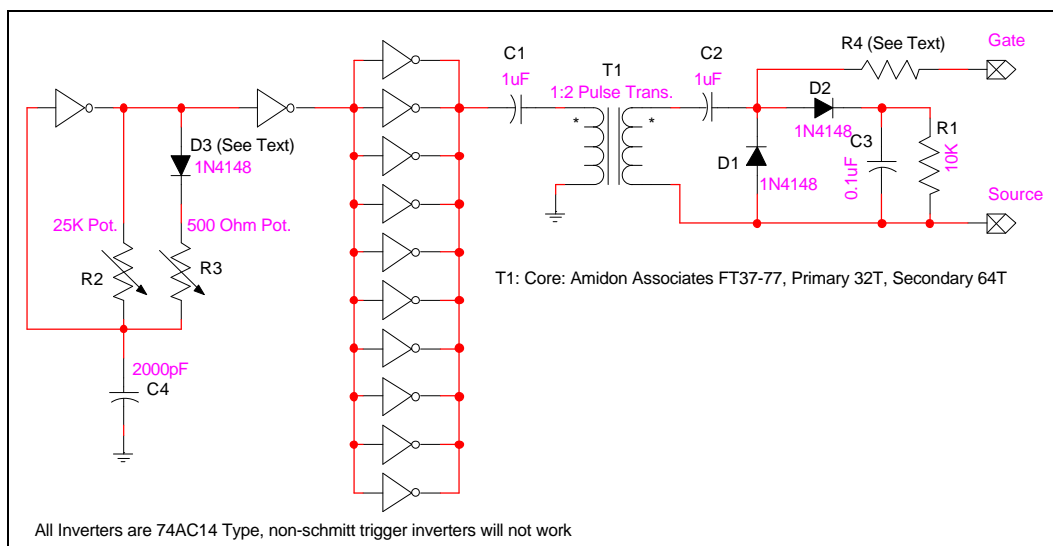 R4 (See Text)
Gate
C1
1uF
T1
1:2 Pulse Trans.
*
*
C2
1uF
D2
1N4148
D3 (See Text)
1N4148
D1
1N4148
C3
0.1uF
R1
10K
Source
25K Pot.
500 Ohm Pot.
R2
R3
T1: Core: Amidon Associates FT37-77, Primary 32T, Secondary 64T
2000pF
C4
All Inverters are 74AC14 Type, non-schmitt trigger inverters will not work